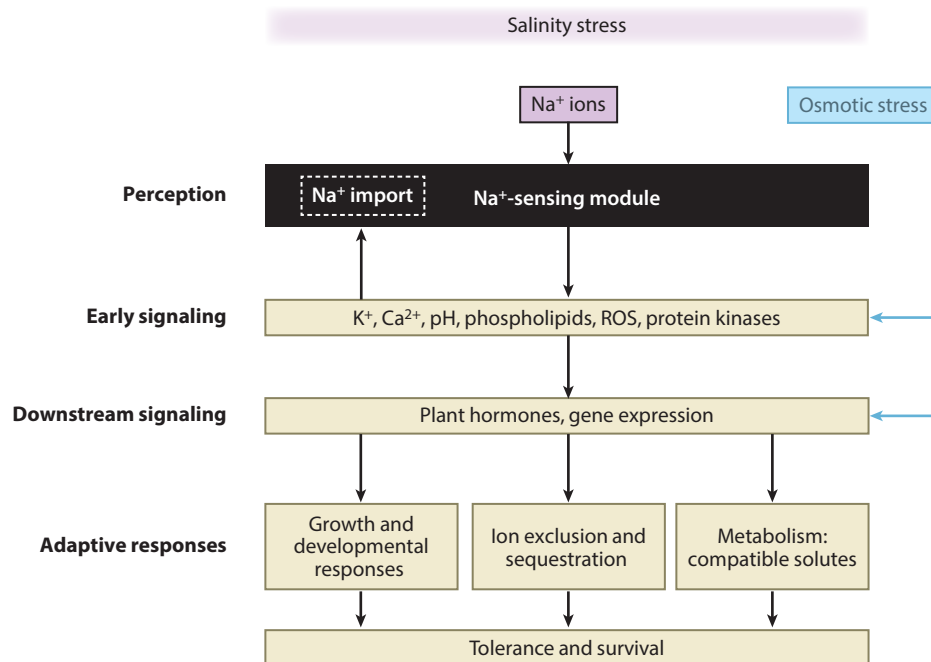 Salinity stress
Na⁺ ions
Osmotic stress
Perception
Na⁺ import
Na⁺-sensing module
Early signaling
K⁺, Ca²⁺, pH, phospholipids, ROS, protein kinases
Downstream signaling
Plant hormones, gene expression
Adaptive responses
Growth and
developmental
responses
Ion exclusion and
sequestration
Metabolism:
compatible solutes
Tolerance and survival